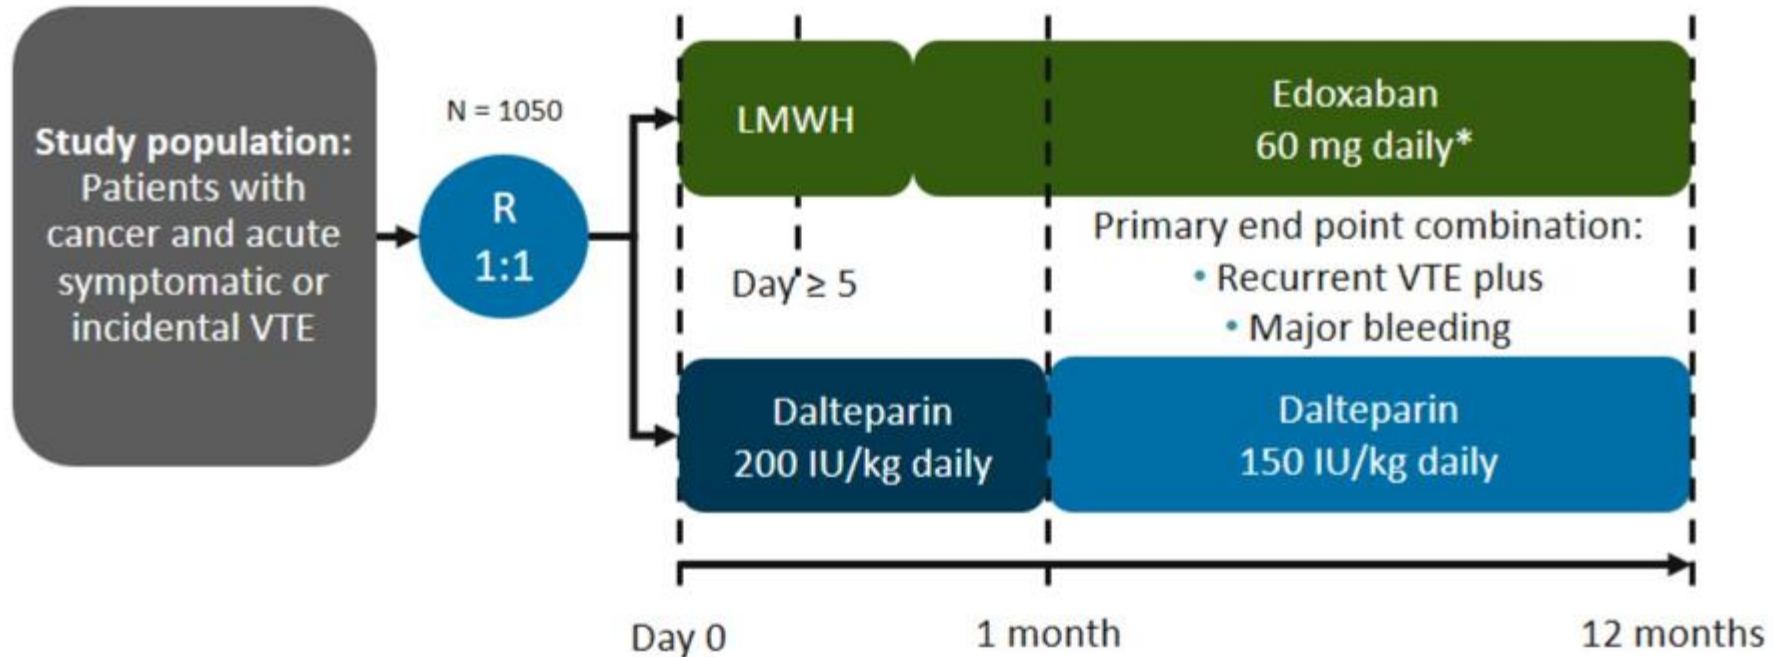 Study population:
Patients with
cancer and acute
symptomatic or
incidental VTE
N = 1050
R
1:1
LMWH
Edoxaban
60 mg daily*
Day ≥ 5
Primary end point combination:
• Recurrent VTE plus
• Major bleeding
Dalteparin
200 IU/kg daily
Dalteparin
150 IU/kg daily
Day 0
1 month
12 months